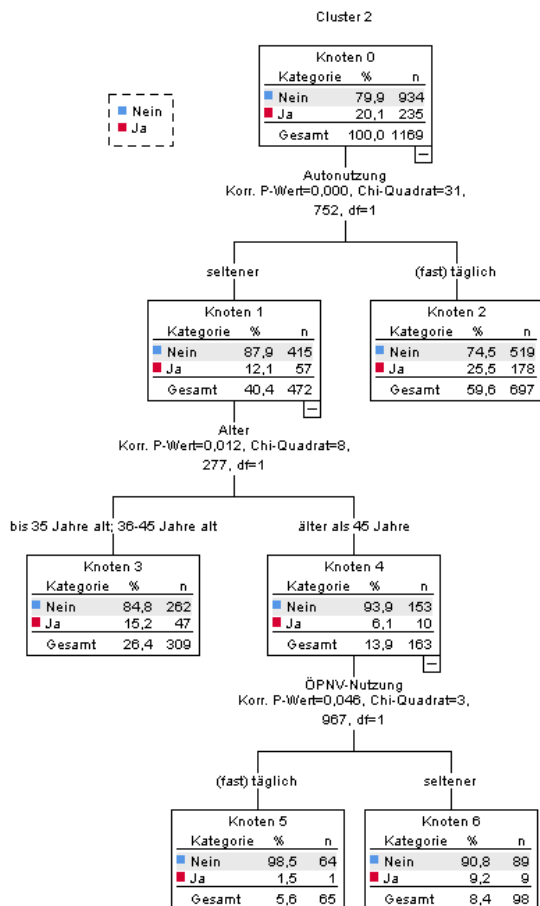 Cluster 2
Nein
Ja
Knoten 0
Kategorie % n
Nein 79,9 934
Ja 20,1 235
Gesamt 100,0 1169
Autonutzung
Korr. P-Wert=0,000, Chi-Quadrat=31,
752, df=1
seltener
(fast) täglich
Knoten 1
Kategorie % n
Nein 87,9 415
Ja 12,1 57
Gesamt 40,4 472
Knoten 2
Kategorie % n
Nein 74,5 519
Ja 25,5 178
Gesamt 59,6 697
Alter
Korr. P-Wert=0,012, Chi-Quadrat=8,
277, df=1
bis 35 Jahre alt; 36-45 Jahre alt
älter als 45 Jahre
Knoten 3
Kategorie % n
Nein 84,8 262
Ja 15,2 47
Gesamt 26,4 309
Knoten 4
Kategorie % n
Nein 93,9 153
Ja 6,1 10
Gesamt 13,9 163
ÖPNV-Nutzung
Korr. P-Wert=0,046, Chi-Quadrat=3,
967, df=1
(fast) täglich
seltener
Knoten 5
Kategorie % n
Nein 98,5 64
Ja 1,5 1
Gesamt 5,6 65
Knoten 6
Kategorie % n
Nein 90,8 89
Ja 9,2 9
Gesamt 8,4 98